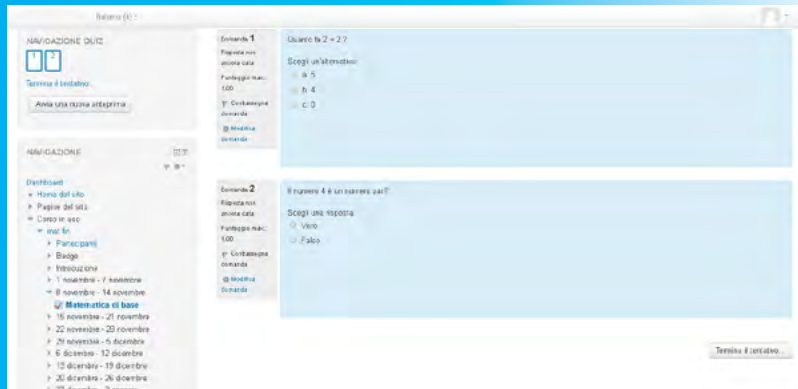 Italiano (it)
NAVIGAZIONE QUIZ
1 2
Termina il tentativo...
Avvia una nuova anteprima
NAVIGAZIONE
Dashboard
Home del sito
Pagine del sito
Corso in uso
mat fin
Partecipanti
Badge
Introduzione
1 novembre - 7 novembre
8 novembre - 14 novembre
Matematica di base
15 novembre - 21 novembre
22 novembre - 28 novembre
29 novembre - 5 dicembre
6 dicembre - 12 dicembre
13 dicembre - 19 dicembre
20 dicembre - 26 dicembre
Domanda 1
Risposta non
ancora data
Punteggio max.:
1,00
Contrassegna
domanda
Modifica
domanda
Quanto fa 2 + 2 ?
Scegli un'alternativa:
a. 5
b. 4
c. 0
Domanda 2
Risposta non
ancora data
Punteggio max.:
1,00
Contrassegna
domanda
Modifica
domanda
Il numero 4 è un numero pari?
Scegli una risposta:
Vero
Falso
Termina il tentativo...